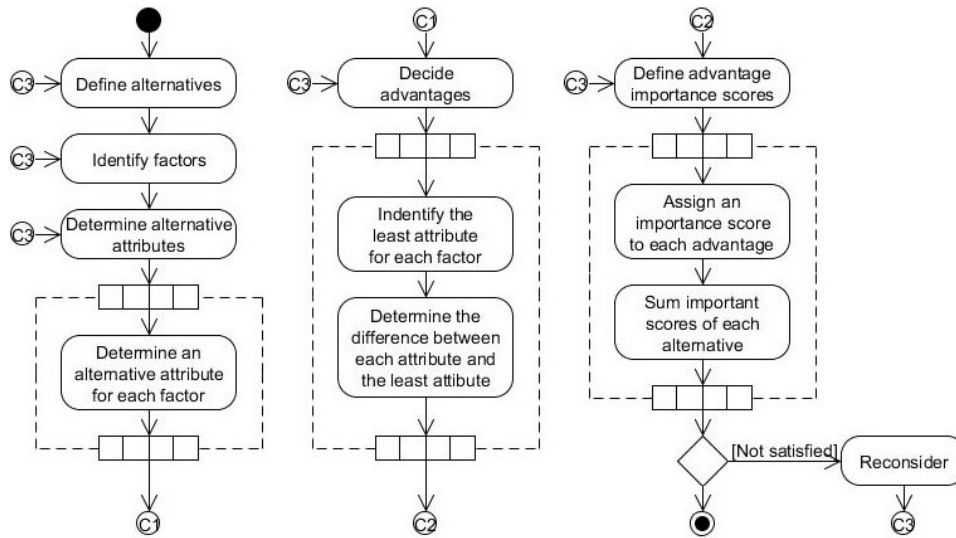 C3
Define alternatives
C3
Identify factors
C3
Determine alternative
attributes
Determine an
alternative attribute
for each factor
C1
C1
C3
Decide
advantages
Indentify the
least attribute
for each factor
Determine the
difference between
each attribute and
the least attibute
C2
C2
C3
Define advantage
importance scores
Assign an
importance score
to each advantage
Sum important
scores of each
alternative
[Not satisfied]
Reconsider
C3